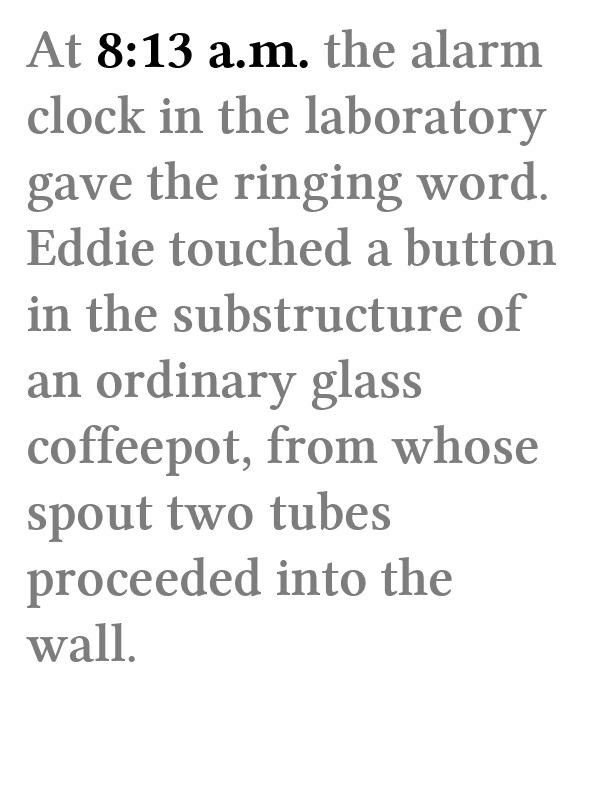 At 8:13 a.m. the alarm
clock in the laboratory
gave the ringing word.
Eddie touched a button
in the substructure of
an ordinary glass
coffeepot, from whose
spout two tubes
proceeded into the
wall.